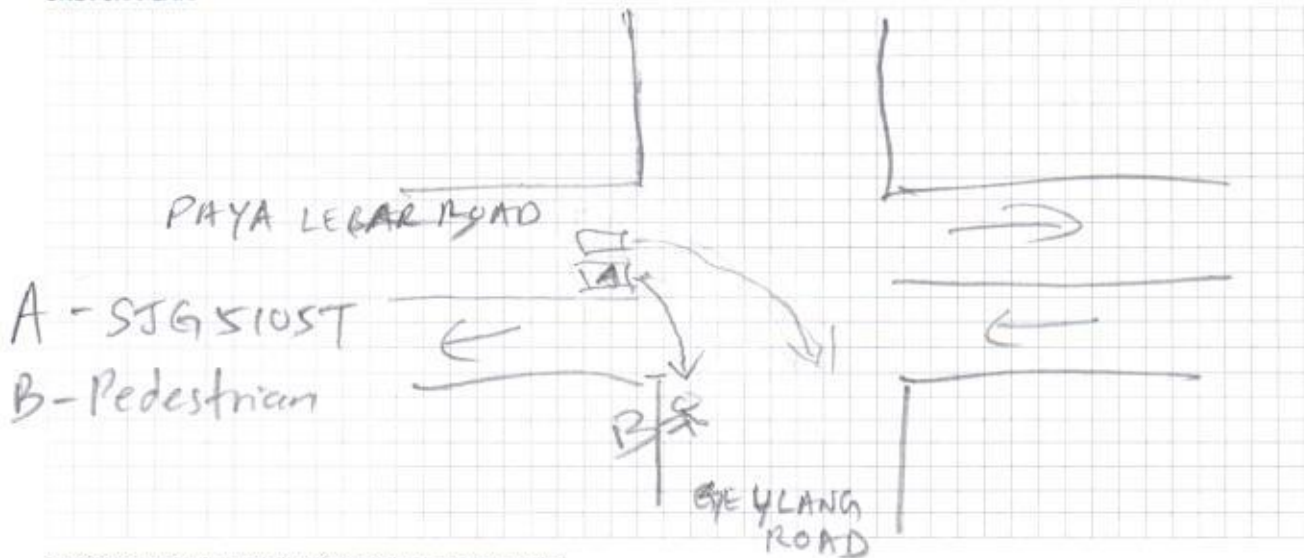 PAYA LEBAR ROAD
A
A - SJG5105T
B - Pedestrian
B
GEYLANG
ROAD